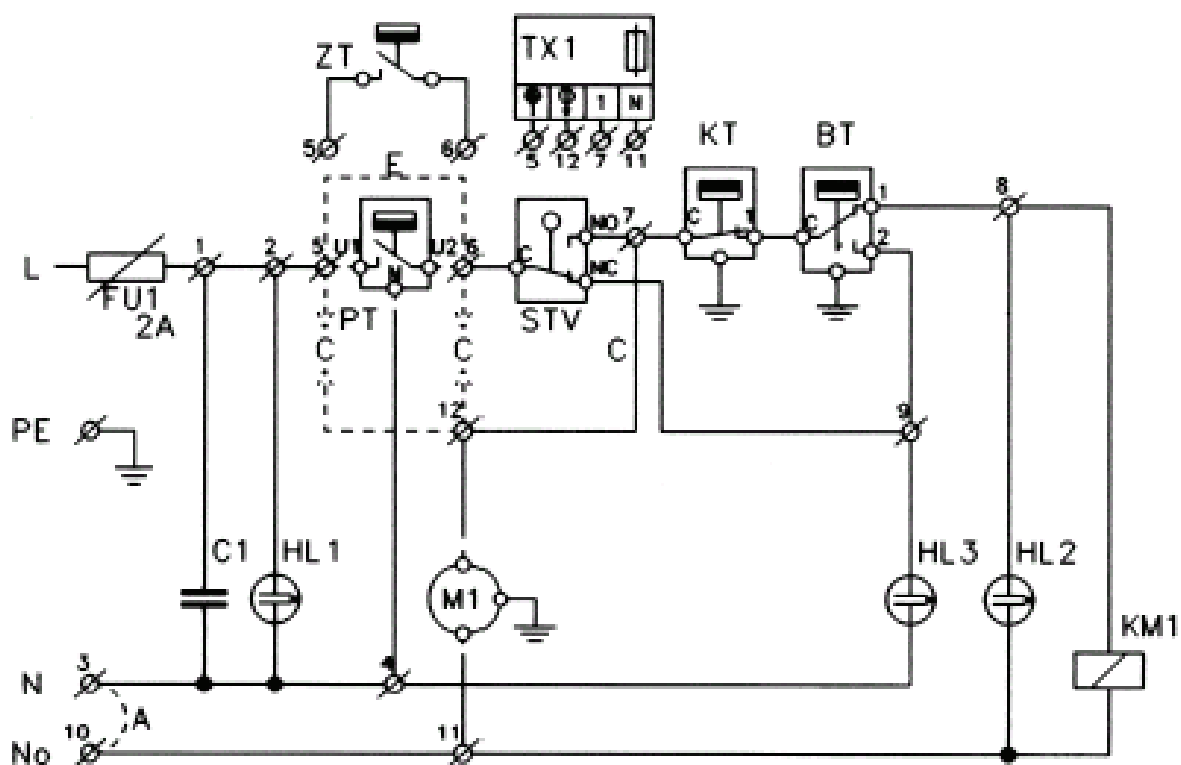 ZT
TX1
1 N
5 12 7 11
5 6
E
KT BT
L
FU1
2A
1 2 5 U1 N U2 6
PT
C NO NC
STV
7 C 1
C 1 2
8
C C C
12 9
PE
C1 HL1
M1
HL3 HL2
KM1
N 3 4
A
No 10 11